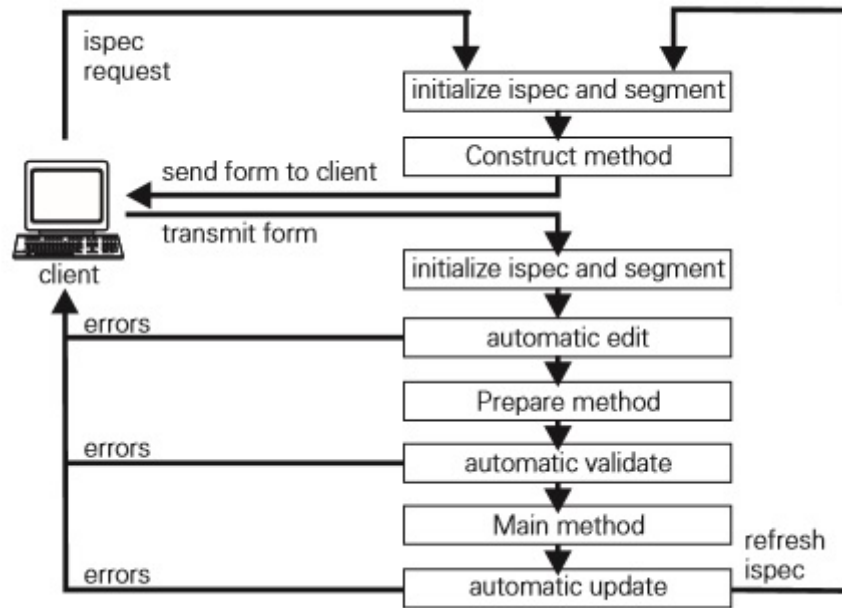 ispec
request
initialize ispec and segment
Construct method
send form to client
transmit form
client
initialize ispec and segment
errors
automatic edit
Prepare method
errors
automatic validate
Main method
refresh
ispec
errors
automatic update